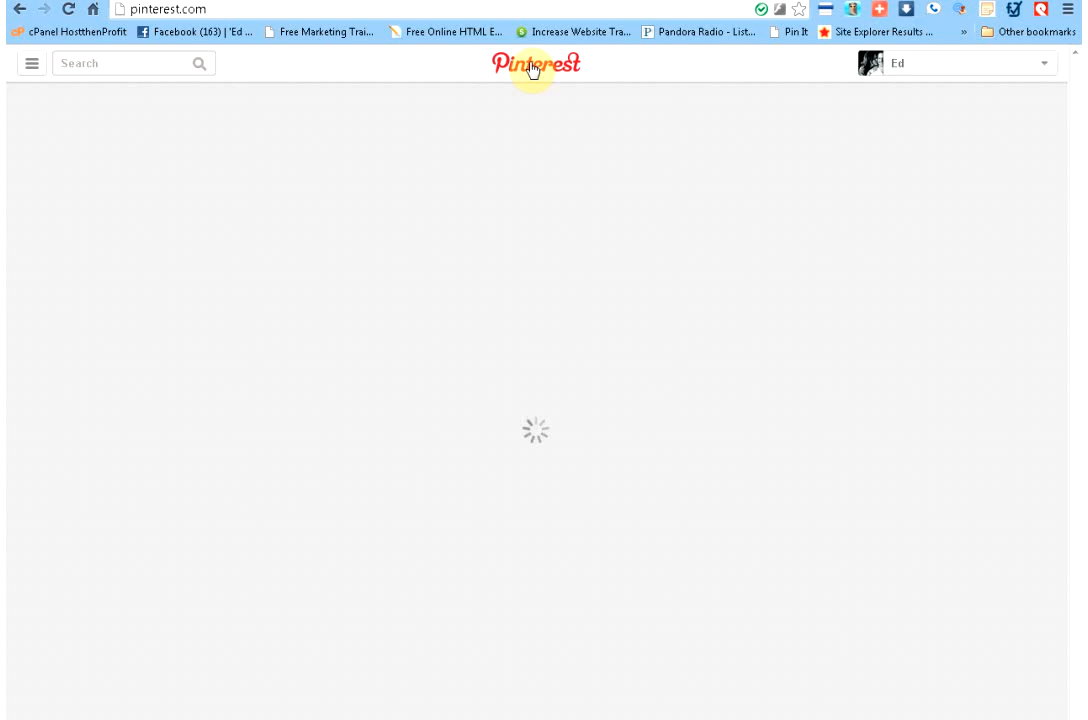 pinterest.com
cPanel HostthenProfit Facebook (163) | 'Ed ... Free Marketing Trai... Free Online HTML E... Increase Website Tra... Pandora Radio - List... Pin It Site Explorer Results ... » Other bookmarks
Search Pinterest Ed